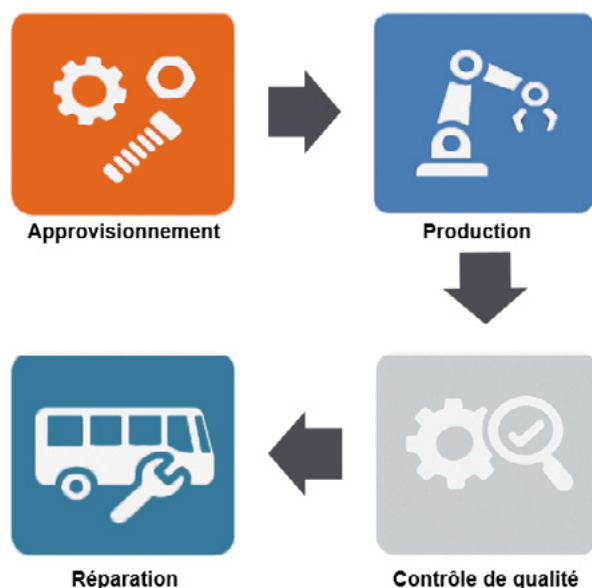 Approvisionnement
Production
Réparation
Contrôle de qualité